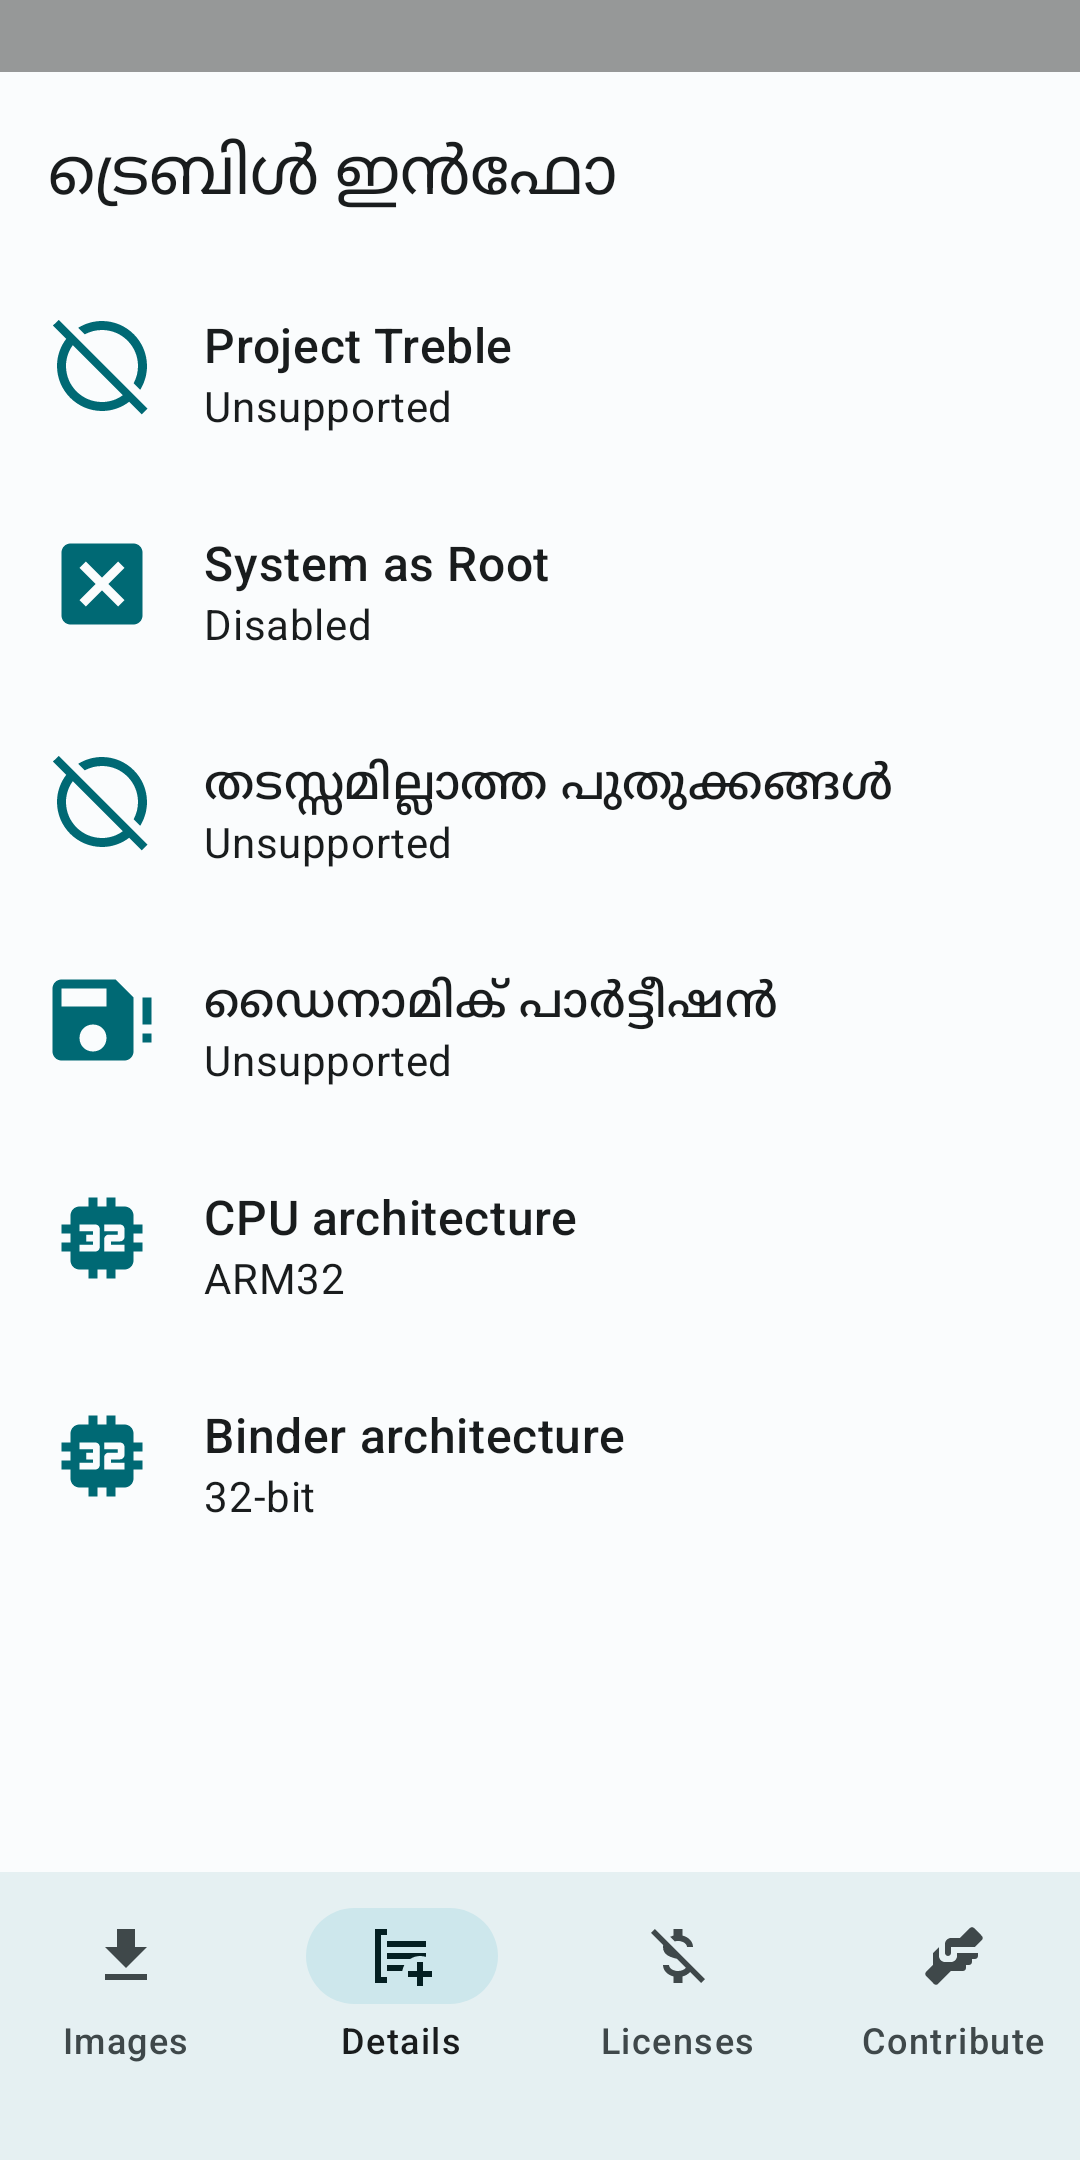 ട്രെബിൾ ഇൻഫോ
Project Treble
Unsupported
System as Root
Disabled
തടസ്സമില്ലാത്ത പുതുക്കങ്ങൾ
Unsupported
ഡൈനാമിക് പാർട്ടീഷൻ
Unsupported
32
CPU architecture
ARM32
32
Binder architecture
32-bit
Images
Details
Licenses
Contribute